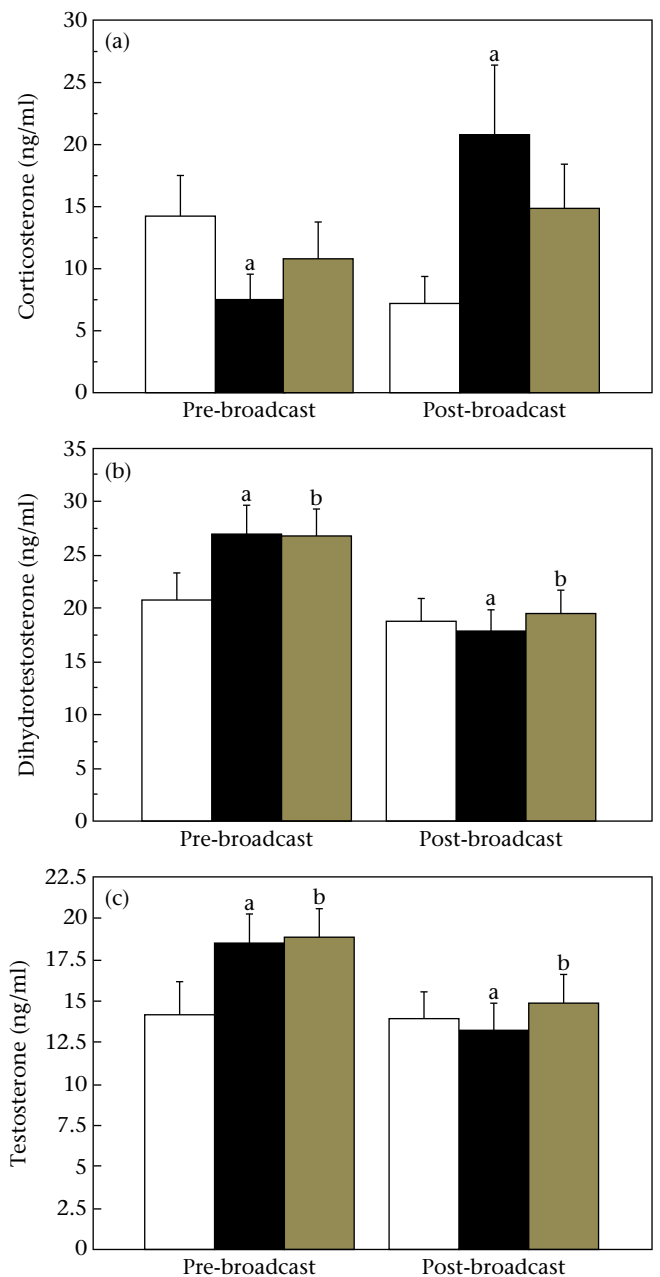 (a)
30
25
20
15
10
5
0
Corticosterone (ng/ml)
a
a
Pre-broadcast
Post-broadcast
(b)
35
30
25
20
15
10
5
0
Dihydrotestosterone (ng/ml)
a
b
a
b
Pre-broadcast
Post-broadcast
(c)
22.5
20
17.5
15
12.5
10
7.5
5
2.5
0
Testosterone (ng/ml)
a
b
a
b
Pre-broadcast
Post-broadcast